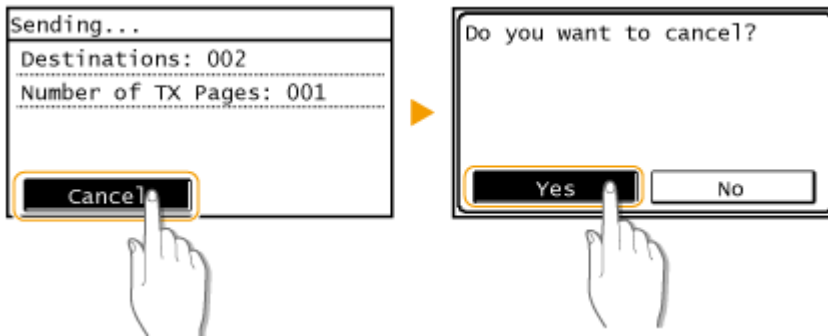 Sending...
Destinations: 002
Number of TX Pages: 001
Cancel
Do you want to cancel?
Yes
No